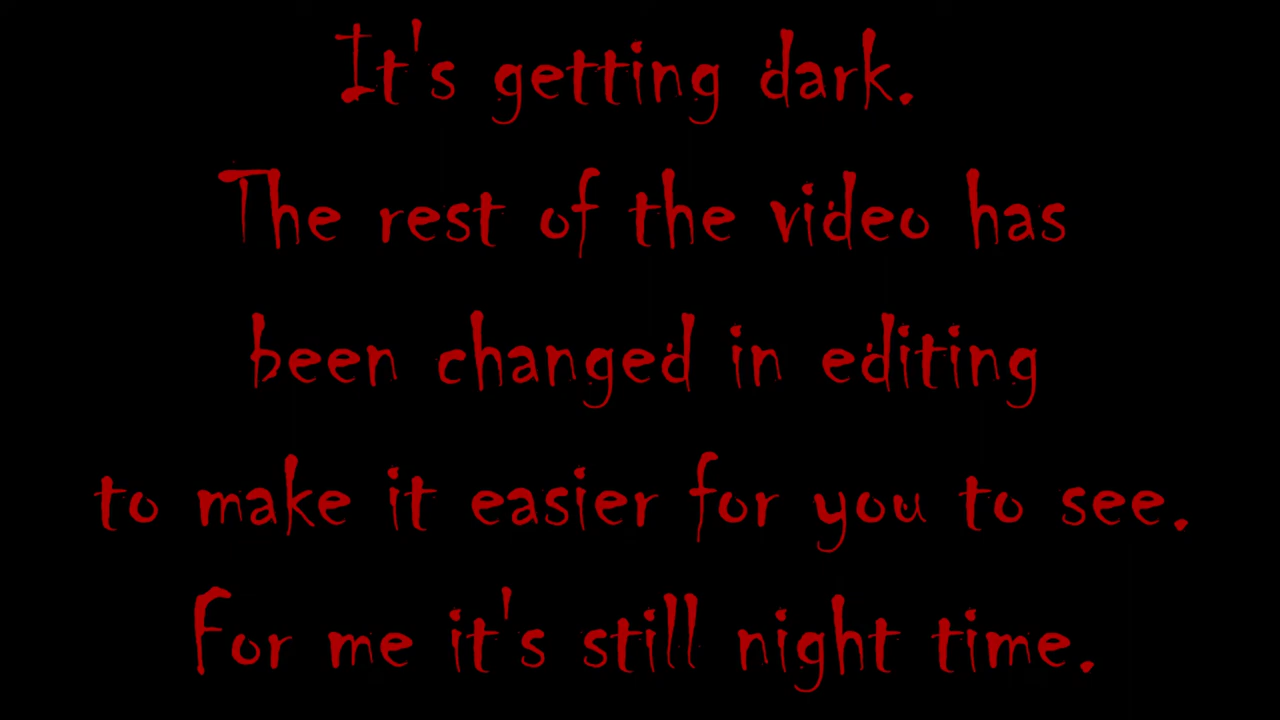 It's getting dark.
The rest of the video has
been changed in editing
to make it easier for you to see.
For me it's still night time.